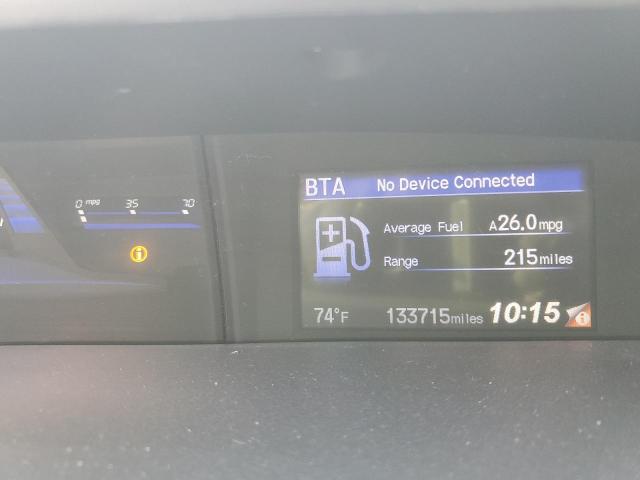 BTA No Device Connected
0 mpg 35 70
Average Fuel A26.0mpg
Range 215miles
74°F 133715miles 10:15